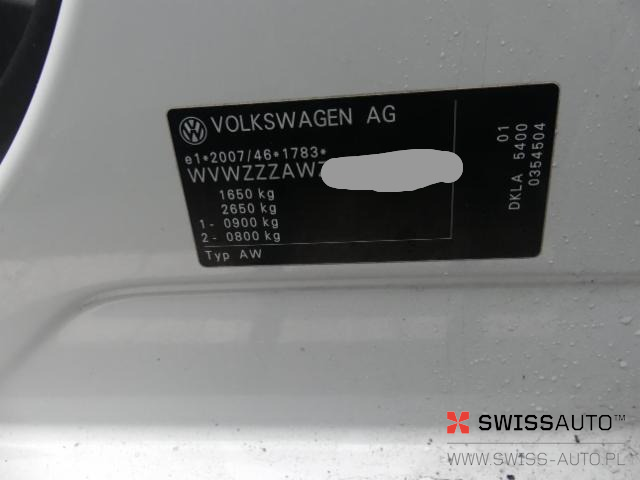 VOLKSWAGEN AG
e1*2007/46*1783*
WVWZZZAWZ
1650 kg
2650 kg
1- 0900 kg
2- 0800 kg
Typ AW
01
DKLA 5400
0354504
SWISSAUTO™
WWW.SWISS-AUTO.PL